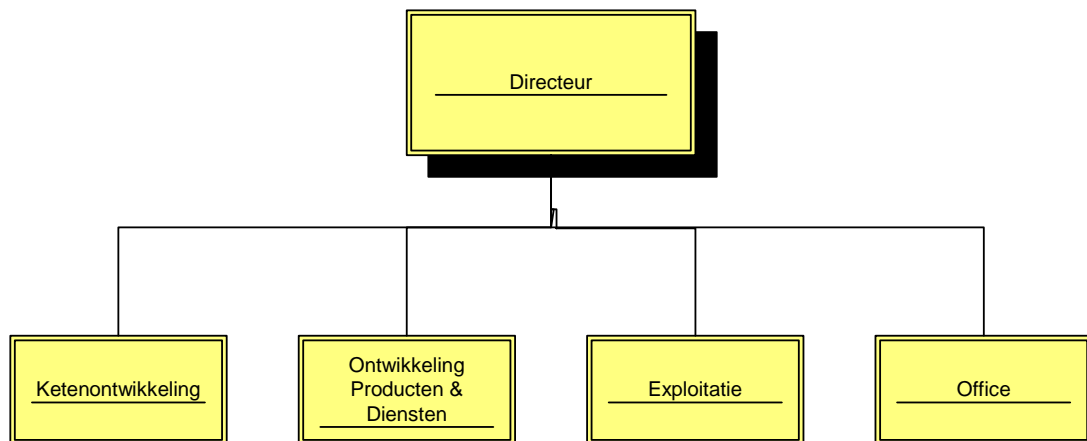 Directeur
Ketenontwikkeling
Ontwikkeling
Producten &
Diensten
Exploitatie
Office